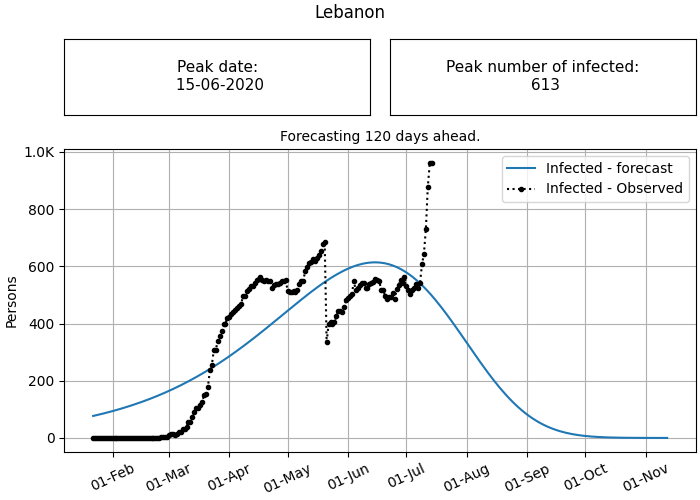 Lebanon
Peak date:
15-06-2020
Peak number of infected:
613
Forecasting 120 days ahead.
1.0K
800
600
400
200
0
Persons
Infected - forecast
Infected - Observed
01-Feb
01-Mar
01-Apr
01-May
01-Jun
01-Jul
01-Aug
01-Sep
01-Oct
01-Nov